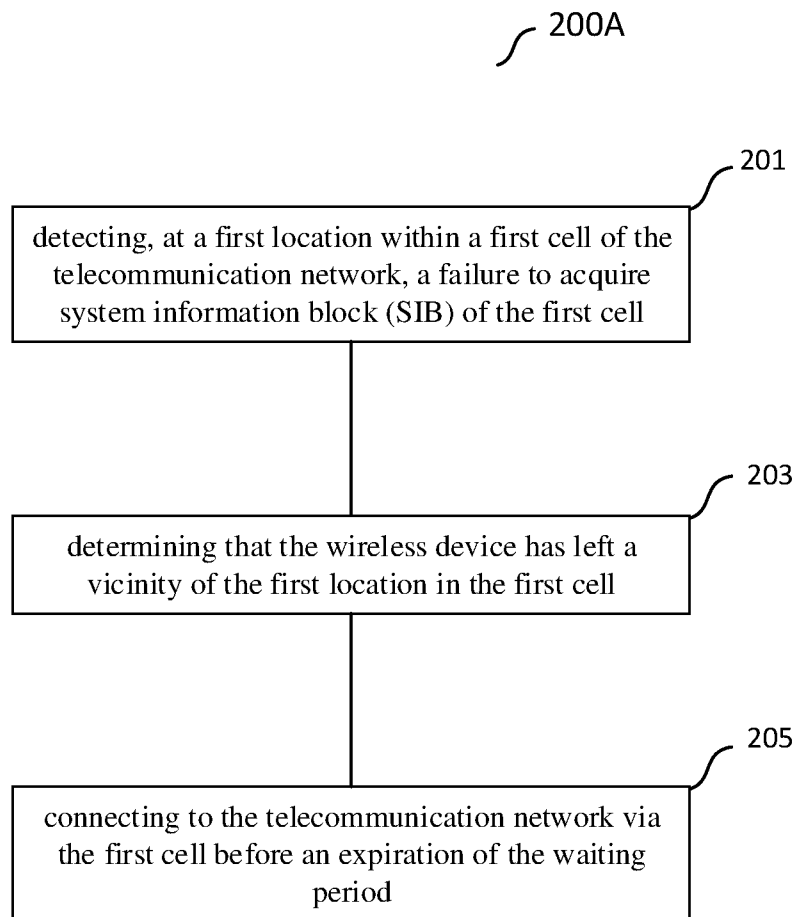 200A
201
detecting, at a first location within a first cell of the
telecommunication network, a failure to acquire
system information block (SIB) of the first cell
203
determining that the wireless device has left a
vicinity of the first location in the first cell
205
connecting to the telecommunication network via
the first cell before an expiration of the waiting
period